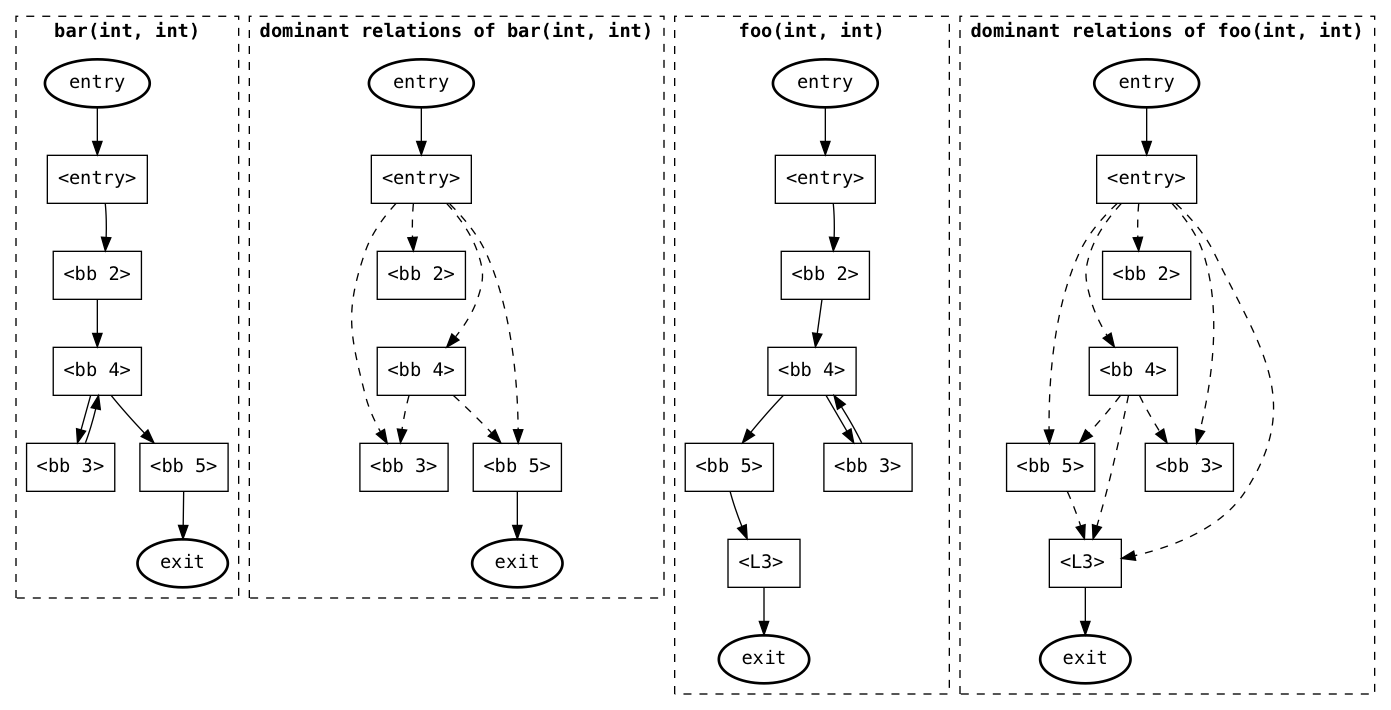 bar(int, int)
entry
<entry>
<bb 2>
<bb 4>
<bb 3>
<bb 5>
exit
dominant relations of bar(int, int)
entry
<entry>
<bb 2>
<bb 4>
<bb 3>
<bb 5>
exit
foo(int, int)
entry
<entry>
<bb 2>
<bb 4>
<bb 5>
<bb 3>
<L3>
exit
dominant relations of foo(int, int)
entry
<entry>
<bb 2>
<bb 4>
<bb 5>
<bb 3>
<L3>
exit